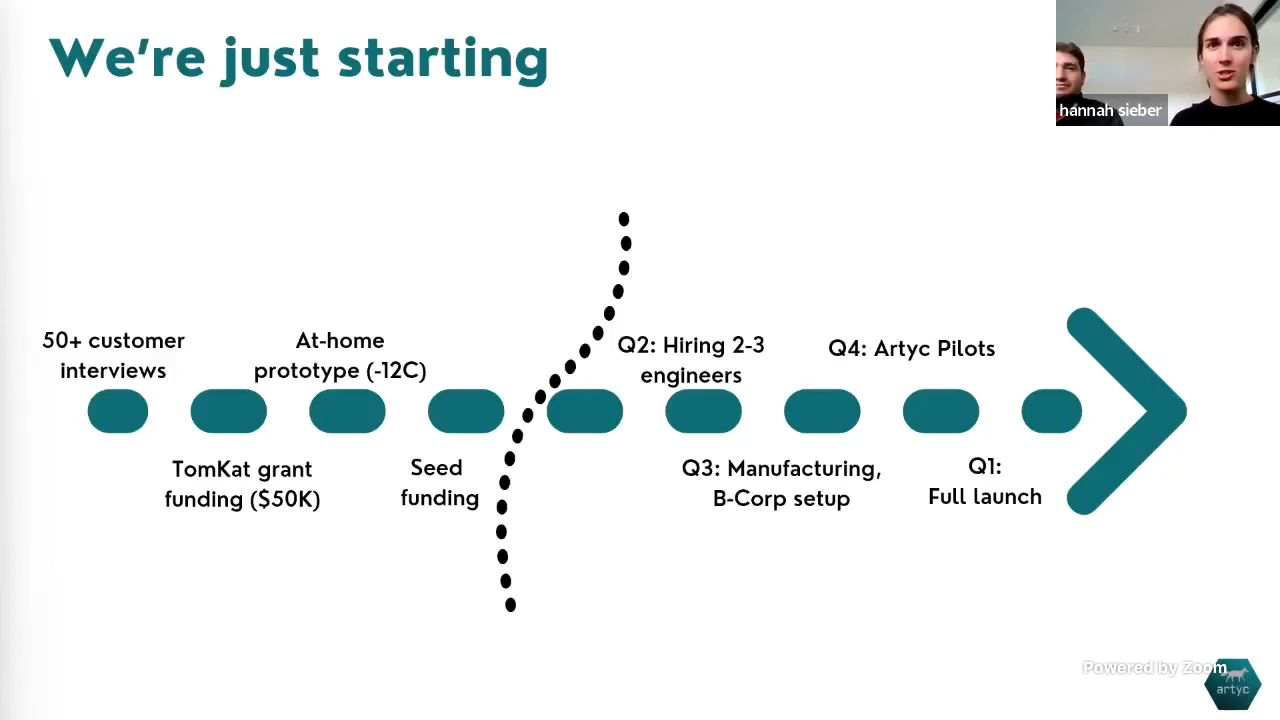 We're just starting
hannah sieber
50+ customer
interviews
At-home
prototype (-12C)
Q2: Hiring 2-3
engineers
Q4: Artyc Pilots
TomKat grant
funding ($50K)
Seed
funding
Q3: Manufacturing,
B-Corp setup
Q1:
Full launch
Powered by Zoom
artyc